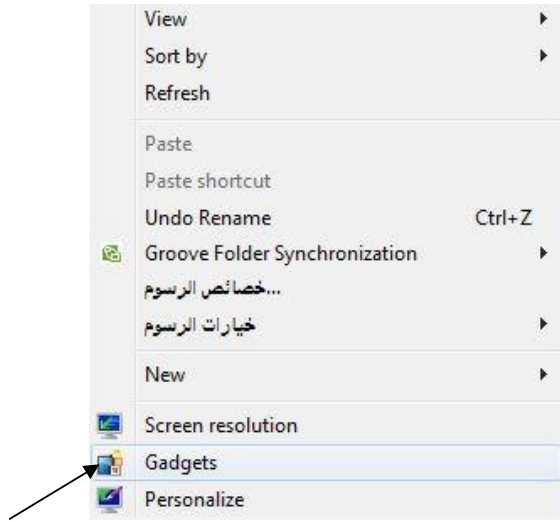 View
Sort by
Refresh
Paste
Paste shortcut
Undo Rename Ctrl+Z
Groove Folder Synchronization
خصائص الرسوم...
خيارات الرسوم
New
Screen resolution
Gadgets
Personalize